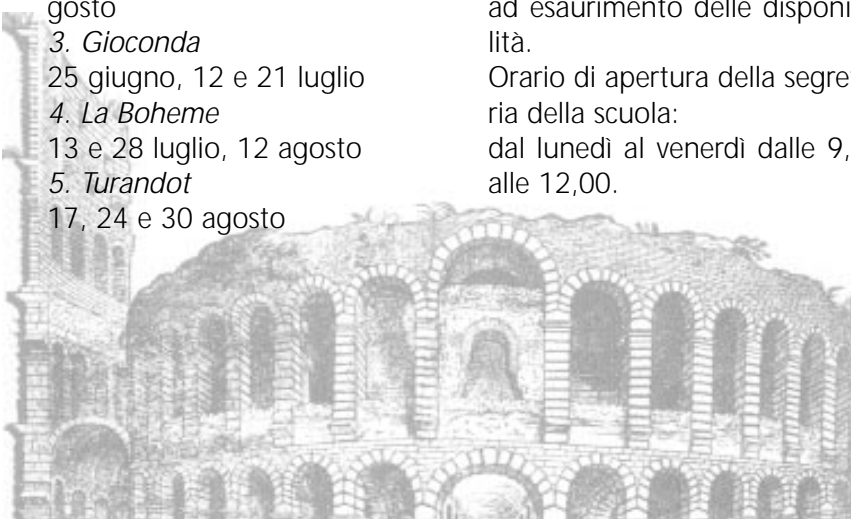 gosto
3. Gioconda
25 giugno, 12 e 21 luglio
4. La Boheme
13 e 28 luglio, 12 agosto
5. Turandot
17, 24 e 30 agosto
ad esaurimento delle disponi
lità.
Orario di apertura della segre
ria della scuola:
dal lunedì al venerdì dalle 9,
alle 12,00.